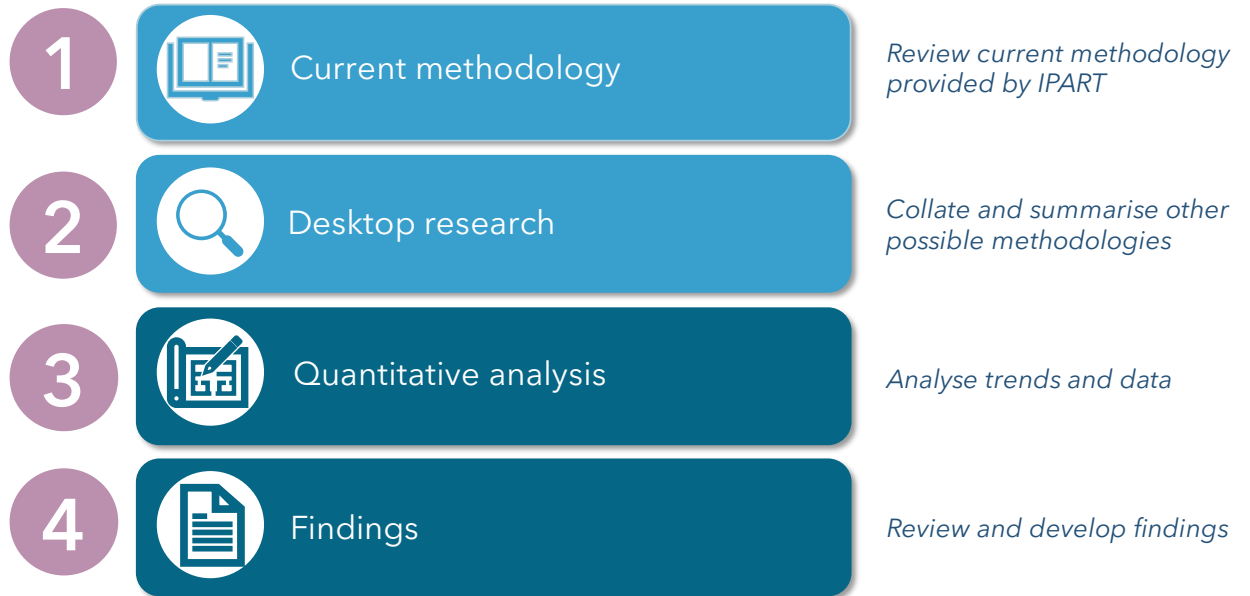 1
Current methodology
Review current methodology
provided by IPART
2
Desktop research
Collate and summarise other
possible methodologies
3
Quantitative analysis
Analyse trends and data
4
Findings
Review and develop findings